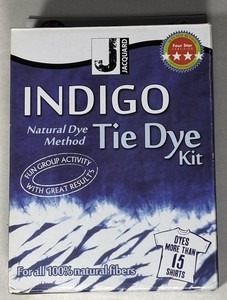 J
JACQUARD
Four Star
INDIGO
Natural Dye
Method
Tie Dye
Kit
FUN GROUP ACTIVITY
WITH GREAT RESULTS
DYES
MORE THAN
15
SHIRTS
For all 100% natural fibers